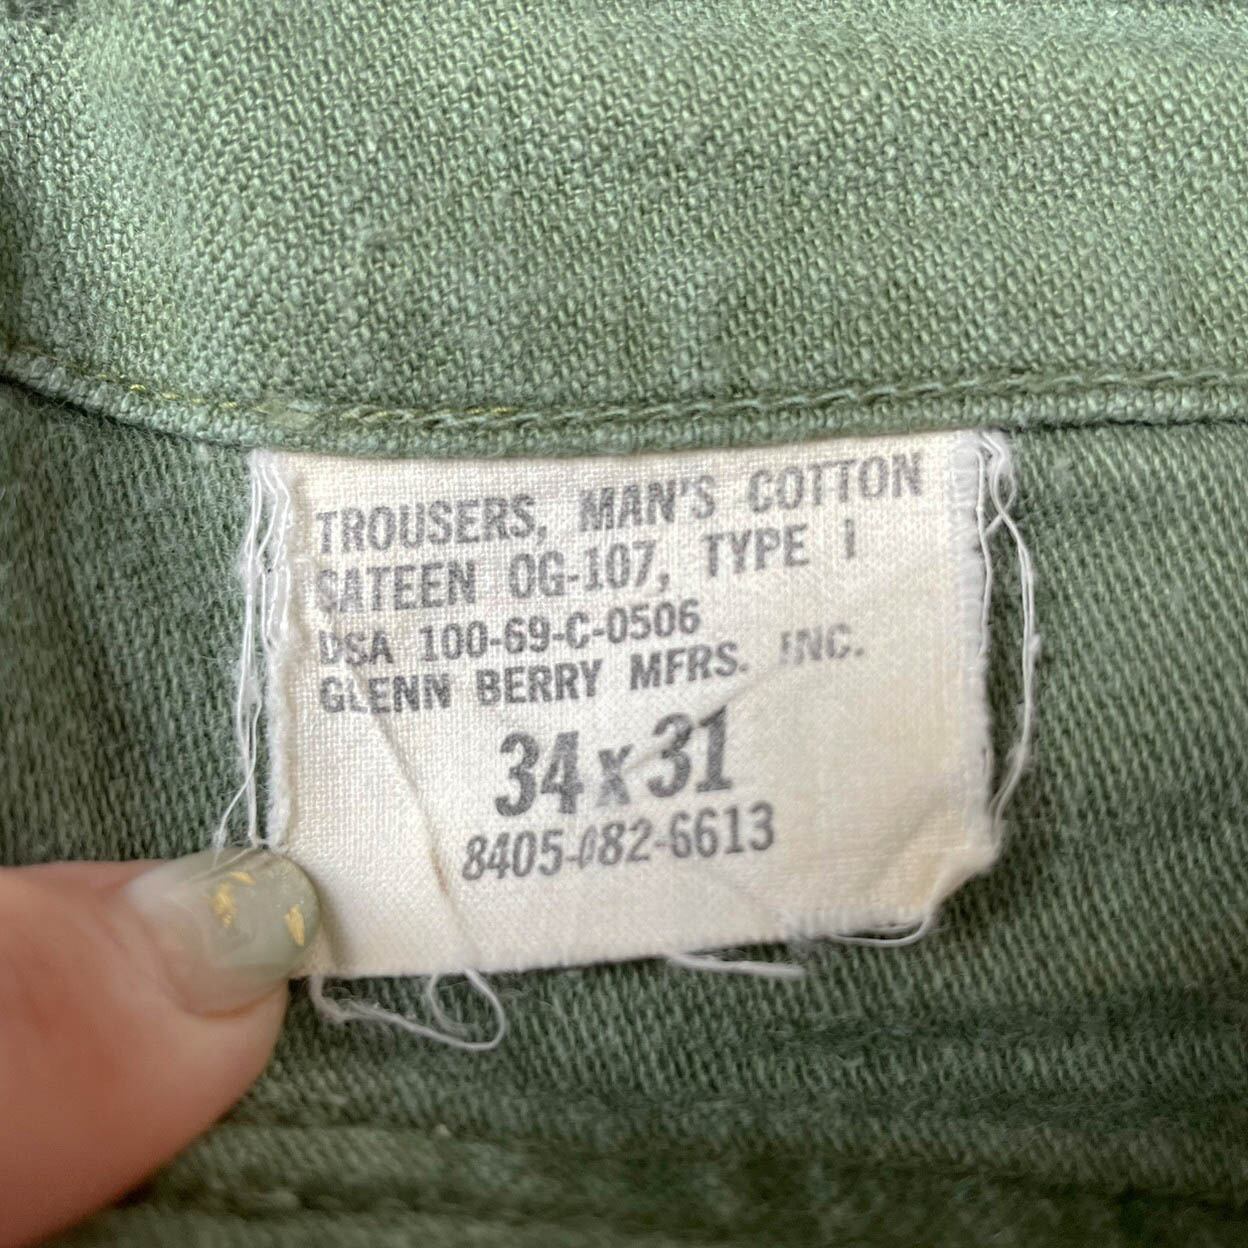 TROUSERS, MAN'S COTTON
SATEEN OG-107, TYPE I
DSA 100-69-C-0506
GLENN BERRY MFRS. INC.
34 x 31
8405-082-6613